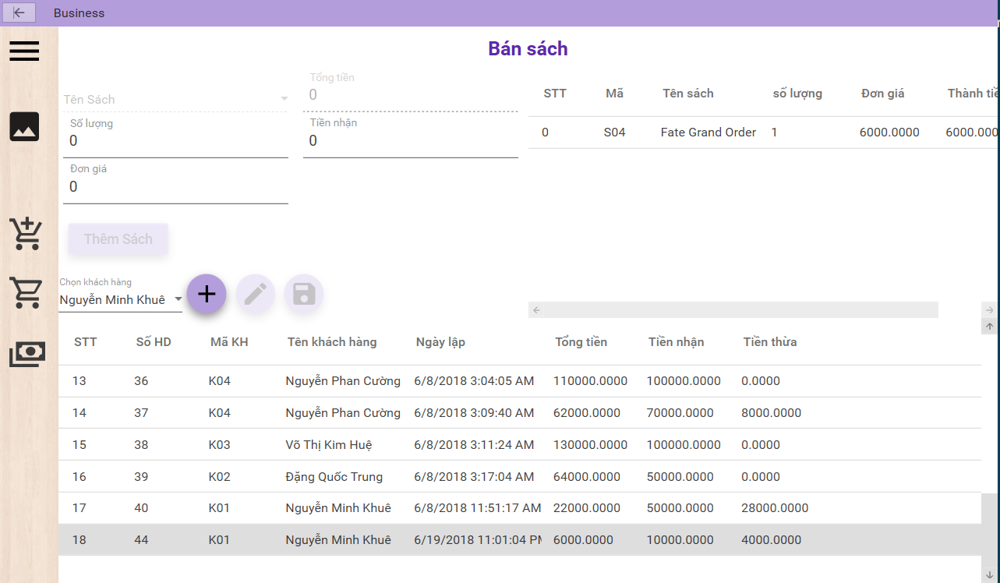 Business
Bán sách
Tên Sách
Số lượng
0
Đơn giá
0
Tổng tiền
0
Tiền nhận
0
Thêm Sách
STT Mã Tên sách số lượng Đơn giá Thành tiề
0 S04 Fate Grand Order 1 6000.0000 6000.000
Chọn khách hàng
Nguyễn Minh Khuê
STT Số HD Mã KH Tên khách hàng Ngày lập Tổng tiền Tiền nhận Tiền thừa
13 36 K04 Nguyễn Phan Cường 6/8/2018 3:04:05 AM 110000.0000 100000.0000 0.0000
14 37 K04 Nguyễn Phan Cường 6/8/2018 3:09:40 AM 62000.0000 70000.0000 8000.0000
15 38 K03 Võ Thị Kim Huệ 6/8/2018 3:11:24 AM 130000.0000 100000.0000 0.0000
16 39 K02 Đặng Quốc Trung 6/8/2018 3:17:04 AM 64000.0000 50000.0000 0.0000
17 40 K01 Nguyễn Minh Khuê 6/8/2018 11:51:17 AM 22000.0000 50000.0000 28000.0000
18 44 K01 Nguyễn Minh Khuê 6/19/2018 11:01:04 PM 6000.0000 10000.0000 4000.0000